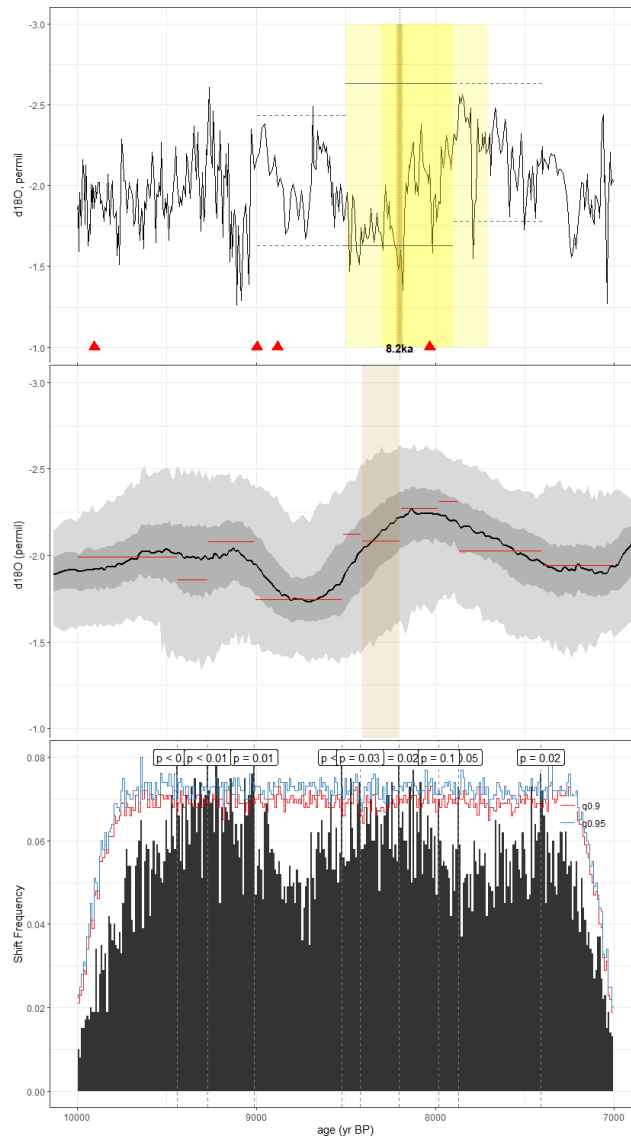 -3.0
-2.5
d18O, permil
-2.0
-1.5
-1.0
8.2ka
-3.0
-2.5
d18O (permil)
-2.0
-1.5
-1.0
0.08
p < 0 p < 0.01 p = 0.01 p < p = 0.03 = 0.02 p = 0.1 0.05 p = 0.02
q0.9
q0.95
0.06
Shift Frequency
0.04
0.02
0.00
10000 9000 8000 7000
age (yr BP)